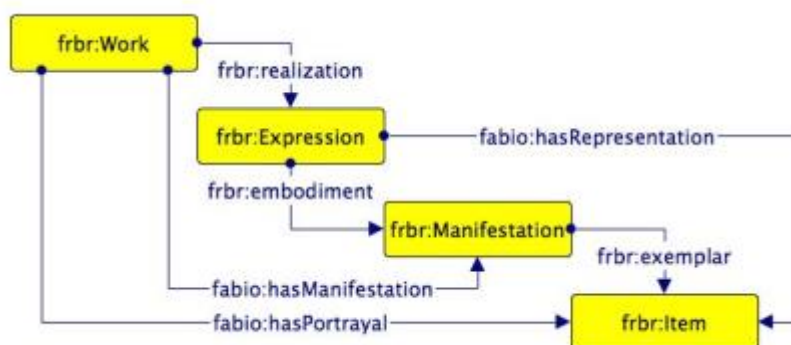 frbr:Work
frbr:realization
frbr:Expression
fabio:hasRepresentation
frbr:embodiment
frbr:Manifestation
frbr:exemplar
fabio:hasManifestation
fabio:hasPortrayal
frbr:Item